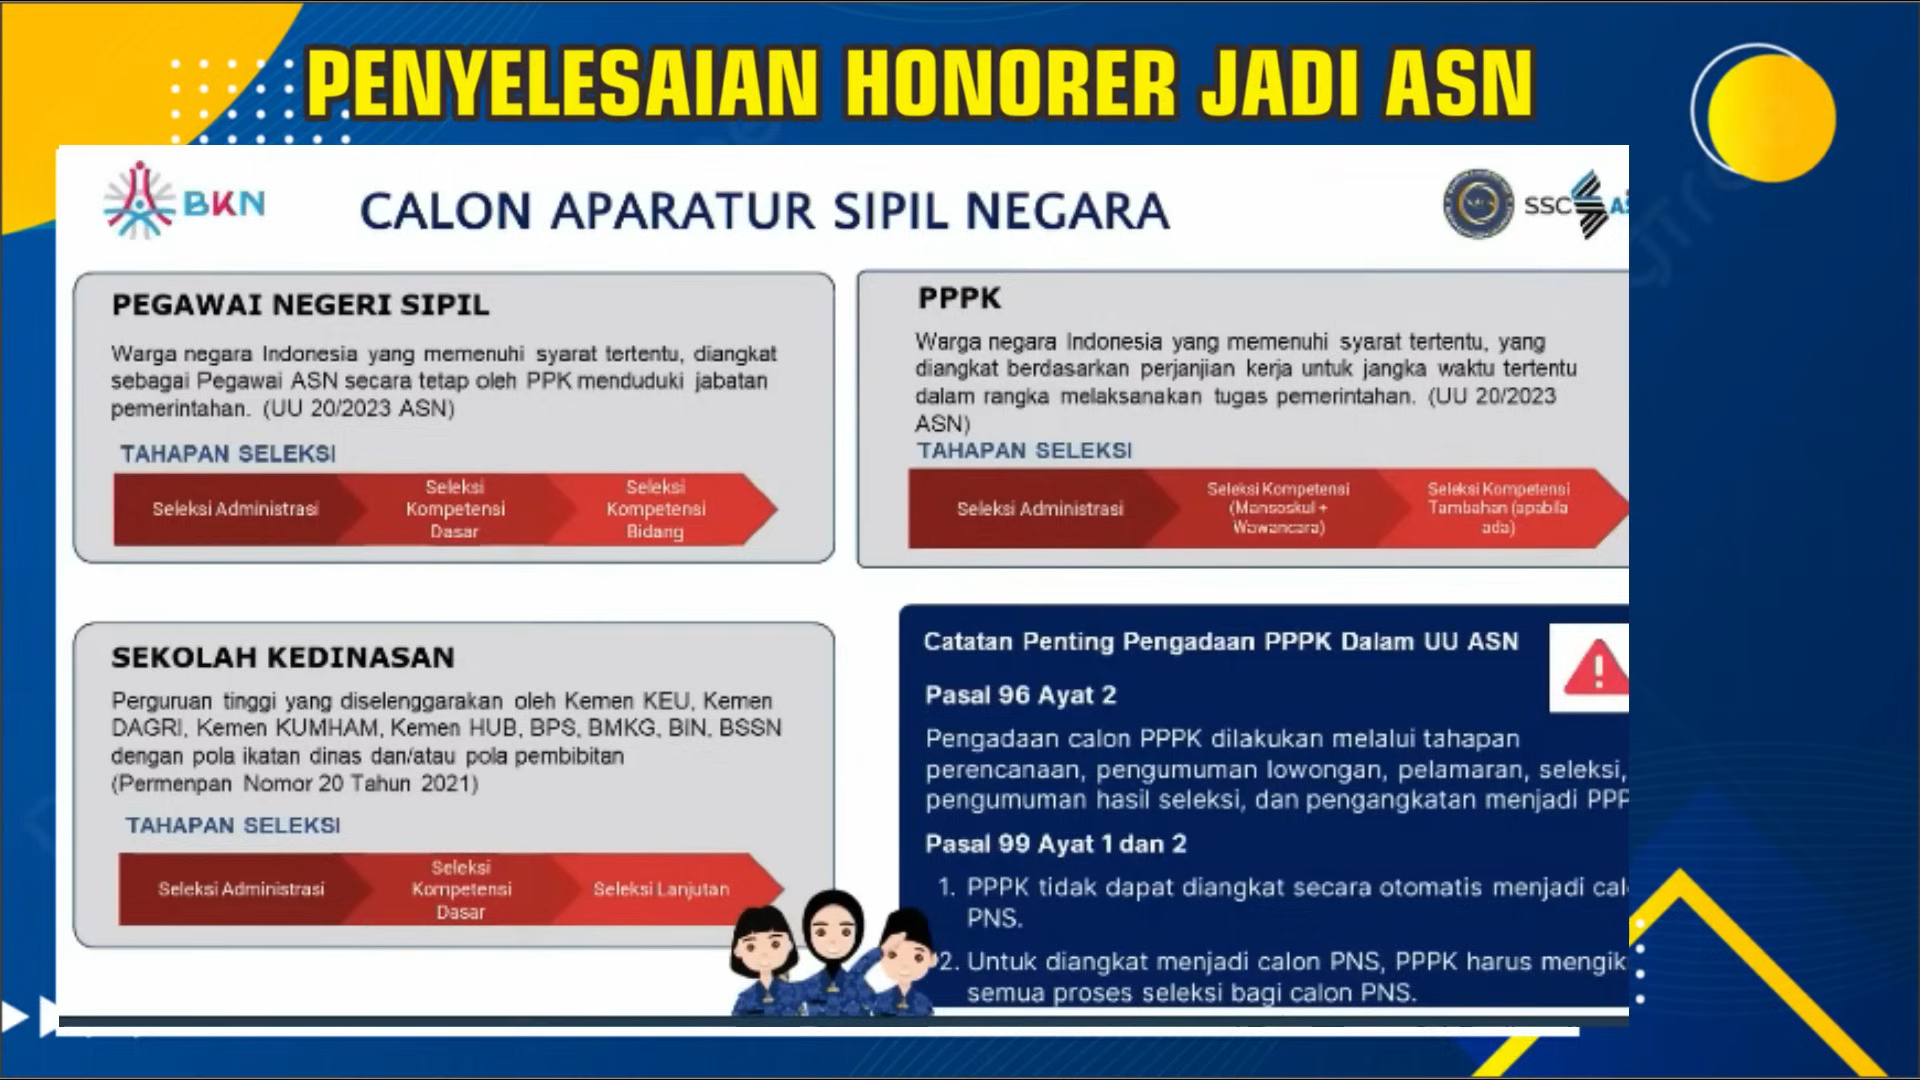 PENYELESAIAN HONORER JADI ASN
BKN
CALON APARATUR SIPIL NEGARA
SSC
PEGAWAI NEGERI SIPIL
Warga negara Indonesia yang memenuhi syarat tertentu, diangkat
sebagai Pegawai ASN secara tetap oleh PPK menduduki jabatan
pemerintahan. (UU 20/2023 ASN)
TAHAPAN SELEKSI
Seleksi Administrasi
Seleksi
Kompetensi
Dasar
Seleksi
Kompetensi
Bidang
PPPK
Warga negara Indonesia yang memenuhi syarat tertentu, yang
diangkat berdasarkan perjanjian kerja untuk jangka waktu tertentu
dalam rangka melaksanakan tugas pemerintahan. (UU 20/2023
ASN)
TAHAPAN SELEKSI
Seleksi Administrasi
Seleksi Kompetensi
(Mansoskul +
Wawancara)
Seleksi Kompetensi
Tambahan (apabila
ada)
SEKOLAH KEDINASAN
Perguruan tinggi yang diselenggarakan oleh Kemen KEU, Kemen
DAGRI, Kemen KUMHAM, Kemen HUB, BPS, BMKG, BIN, BSSN
dengan pola ikatan dinas dan/atau pola pembibitan
(Permenpan Nomor 20 Tahun 2021)
TAHAPAN SELEKSI
Seleksi Administrasi
Seleksi
Kompetensi
Dasar
Seleksi Lanjutan
Catatan Penting Pengadaan PPPK Dalam UU ASN
Pasal 96 Ayat 2
Pengadaan calon PPPK dilakukan melalui tahapan
perencanaan, pengumuman lowongan, pelamaran, seleksi,
pengumuman hasil seleksi, dan pengangkatan menjadi PPP
Pasal 99 Ayat 1 dan 2
1. PPPK tidak dapat diangkat secara otomatis menjadi cal
PNS.
2. Untuk diangkat menjadi calon PNS, PPPK harus mengik
semua proses seleksi bagi calon PNS.